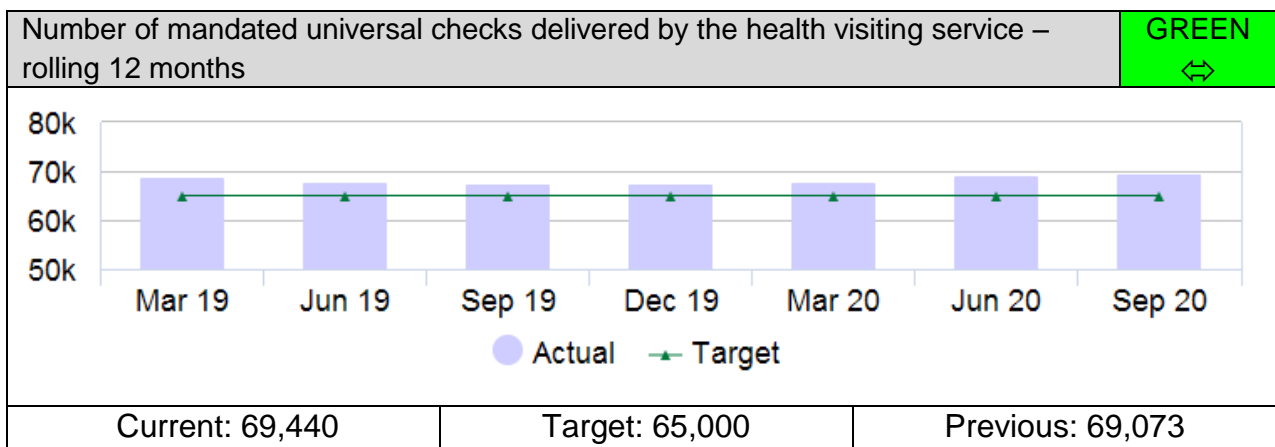 Number of mandated universal checks delivered by the health visiting service –
rolling 12 months
GREEN
⬄
80k
70k
60k
50k
Mar 19 Jun 19 Sep 19 Dec 19 Mar 20 Jun 20 Sep 20
Actual Target
Current: 69,440 Target: 65,000 Previous: 69,073